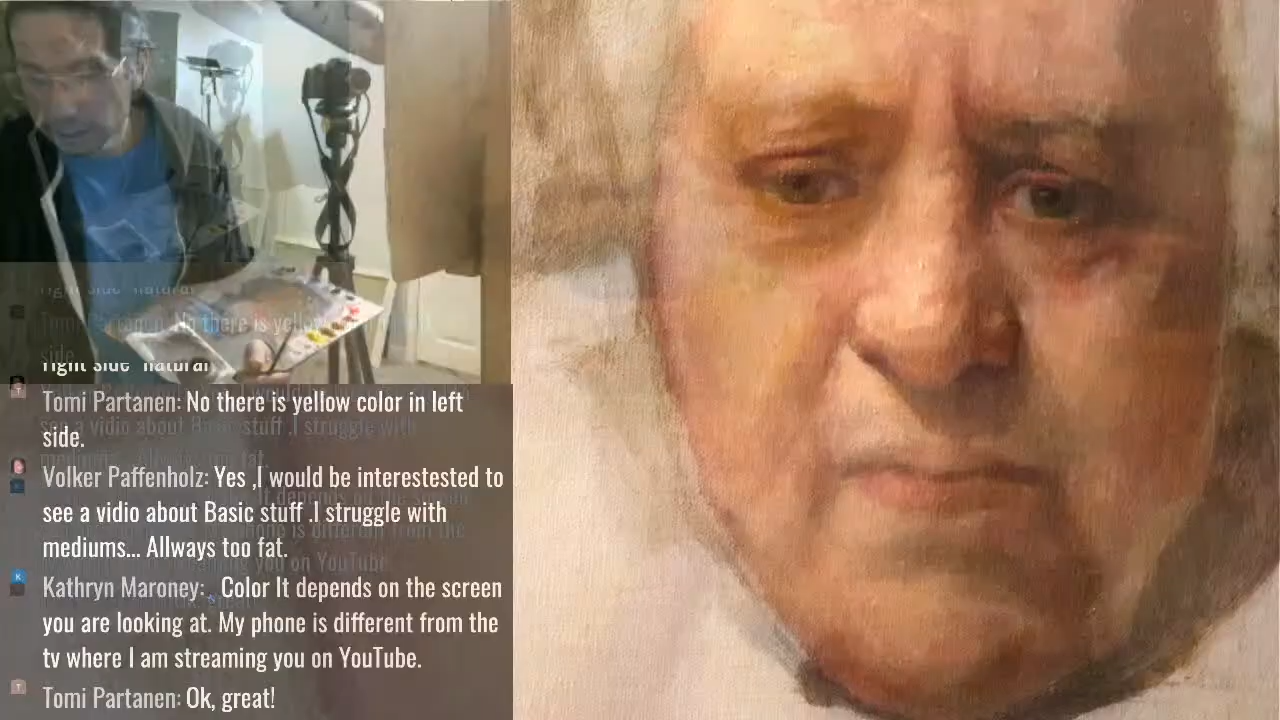 right side natural
Tomi Partanen: No there is yellow color in left
side.
Volker Paffenholz: Yes ,I would be interestested to
see a vidio about Basic stuff .I struggle with
mediums... Allways too fat.
Kathryn Maroney: , Color It depends on the screen
you are looking at. My phone is different from the
tv where I am streaming you on YouTube.
Tomi Partanen: Ok, great!